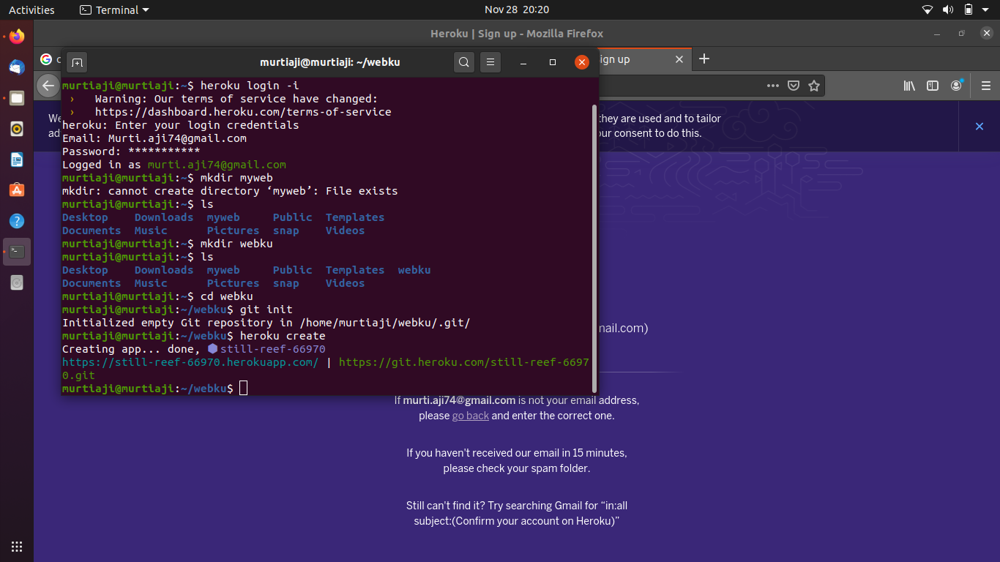 Activities
Terminal
Nov 28 20:20
Heroku | Sign up - Mozilla Firefox
murtiaji@murtiaji: ~/webku
ign up
We
they are used and to tailor
ad
our consent to do this.
murtiaji@murtiaji:~$ heroku login -i
› Warning: Our terms of service have changed:
› https://dashboard.heroku.com/terms-of-service
heroku: Enter your login credentials
Email: Murti.aji74@gmail.com
Password: ***********
Logged in as murti.aji74@gmail.com
murtiaji@murtiaji:~$ mkdir myweb
mkdir: cannot create directory ‘myweb’: File exists
murtiaji@murtiaji:~$ ls
Desktop Downloads myweb Public Templates
Documents Music Pictures snap Videos
murtiaji@murtiaji:~$ mkdir webku
murtiaji@murtiaji:~$ ls
Desktop Downloads myweb Public Templates webku
Documents Music Pictures snap Videos
murtiaji@murtiaji:~$ cd webku
murtiaji@murtiaji:~/webku$ git init
Initialized empty Git repository in /home/murtiaji/webku/.git/
murtiaji@murtiaji:~/webku$ heroku create
Creating app... done, ⬢ still-reef-66970
https://still-reef-66970.herokuapp.com/ | https://git.heroku.com/still-reef-6697
0.git
murtiaji@murtiaji:~/webku$
mail.com)
If murti.aji74@gmail.com is not your email address,
please go back and enter the correct one.
If you haven't received our email in 15 minutes,
please check your spam folder.
Still can't find it? Try searching Gmail for “in:all
subject:(Confirm your account on Heroku)”